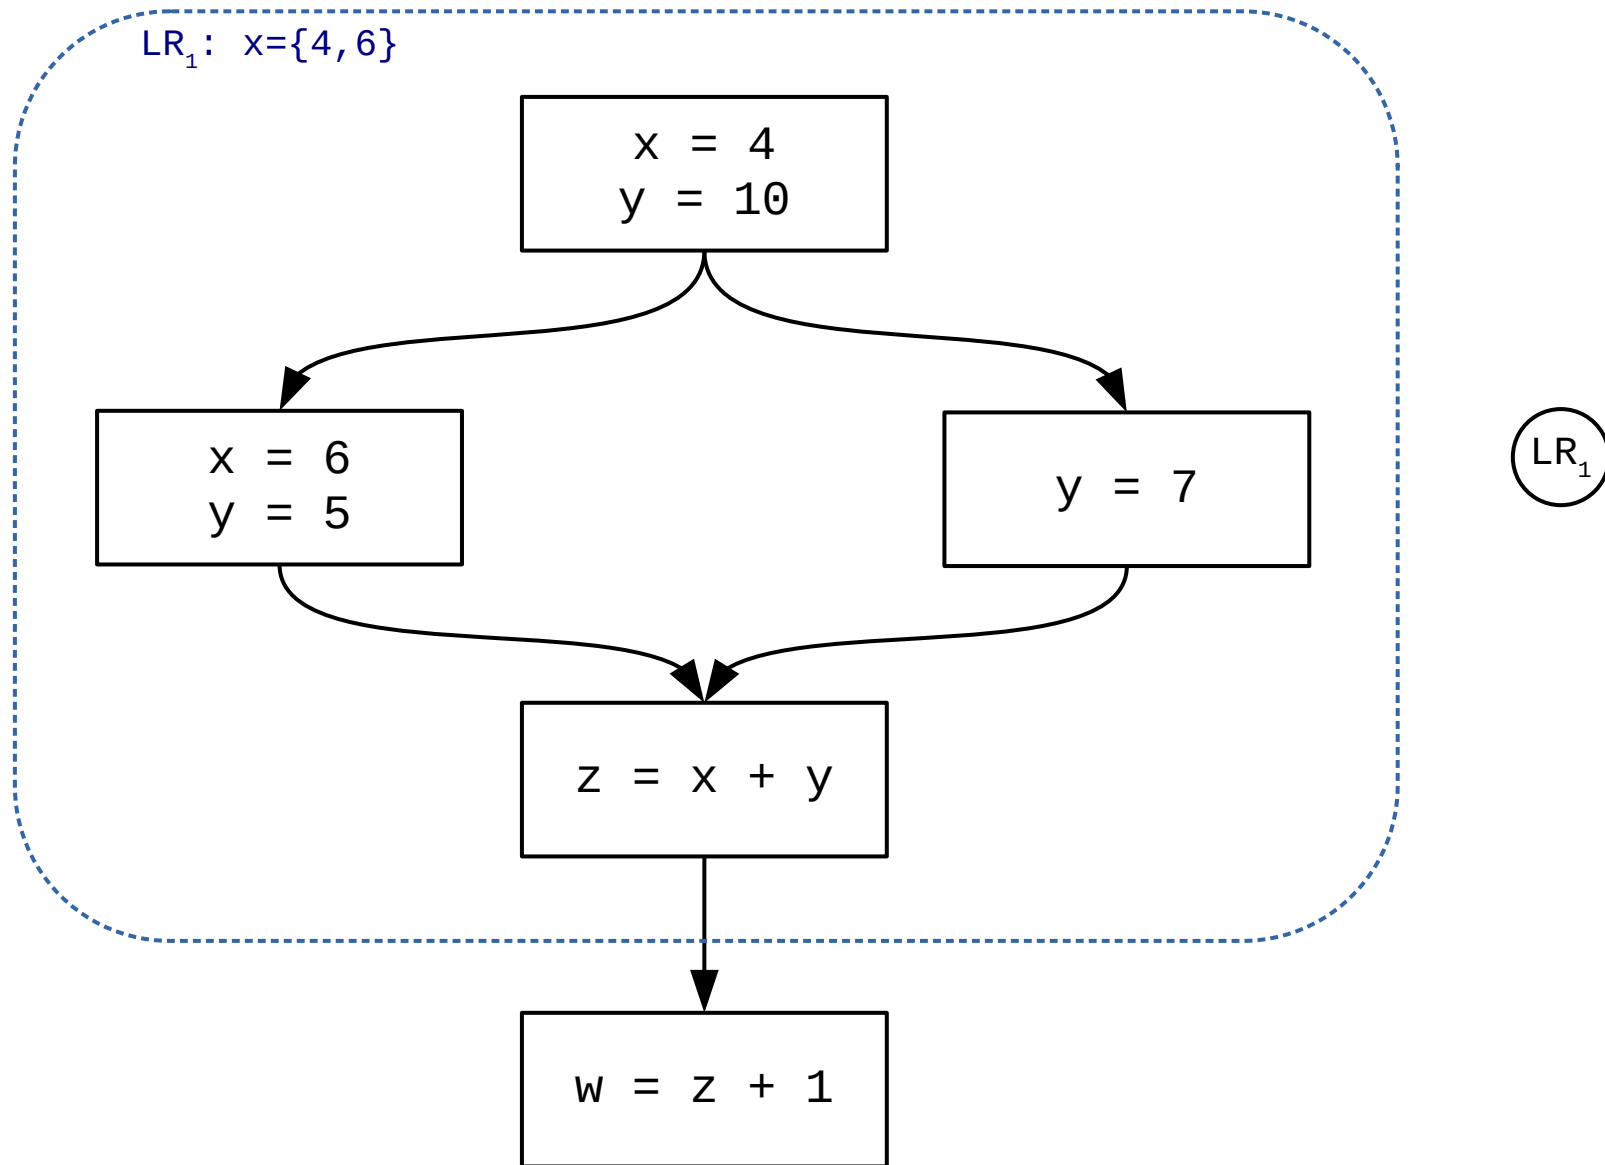 LR₁: x={4,6}
x = 4
y = 10
x = 6
y = 5
y = 7
LR₁
z = x + y
w = z + 1